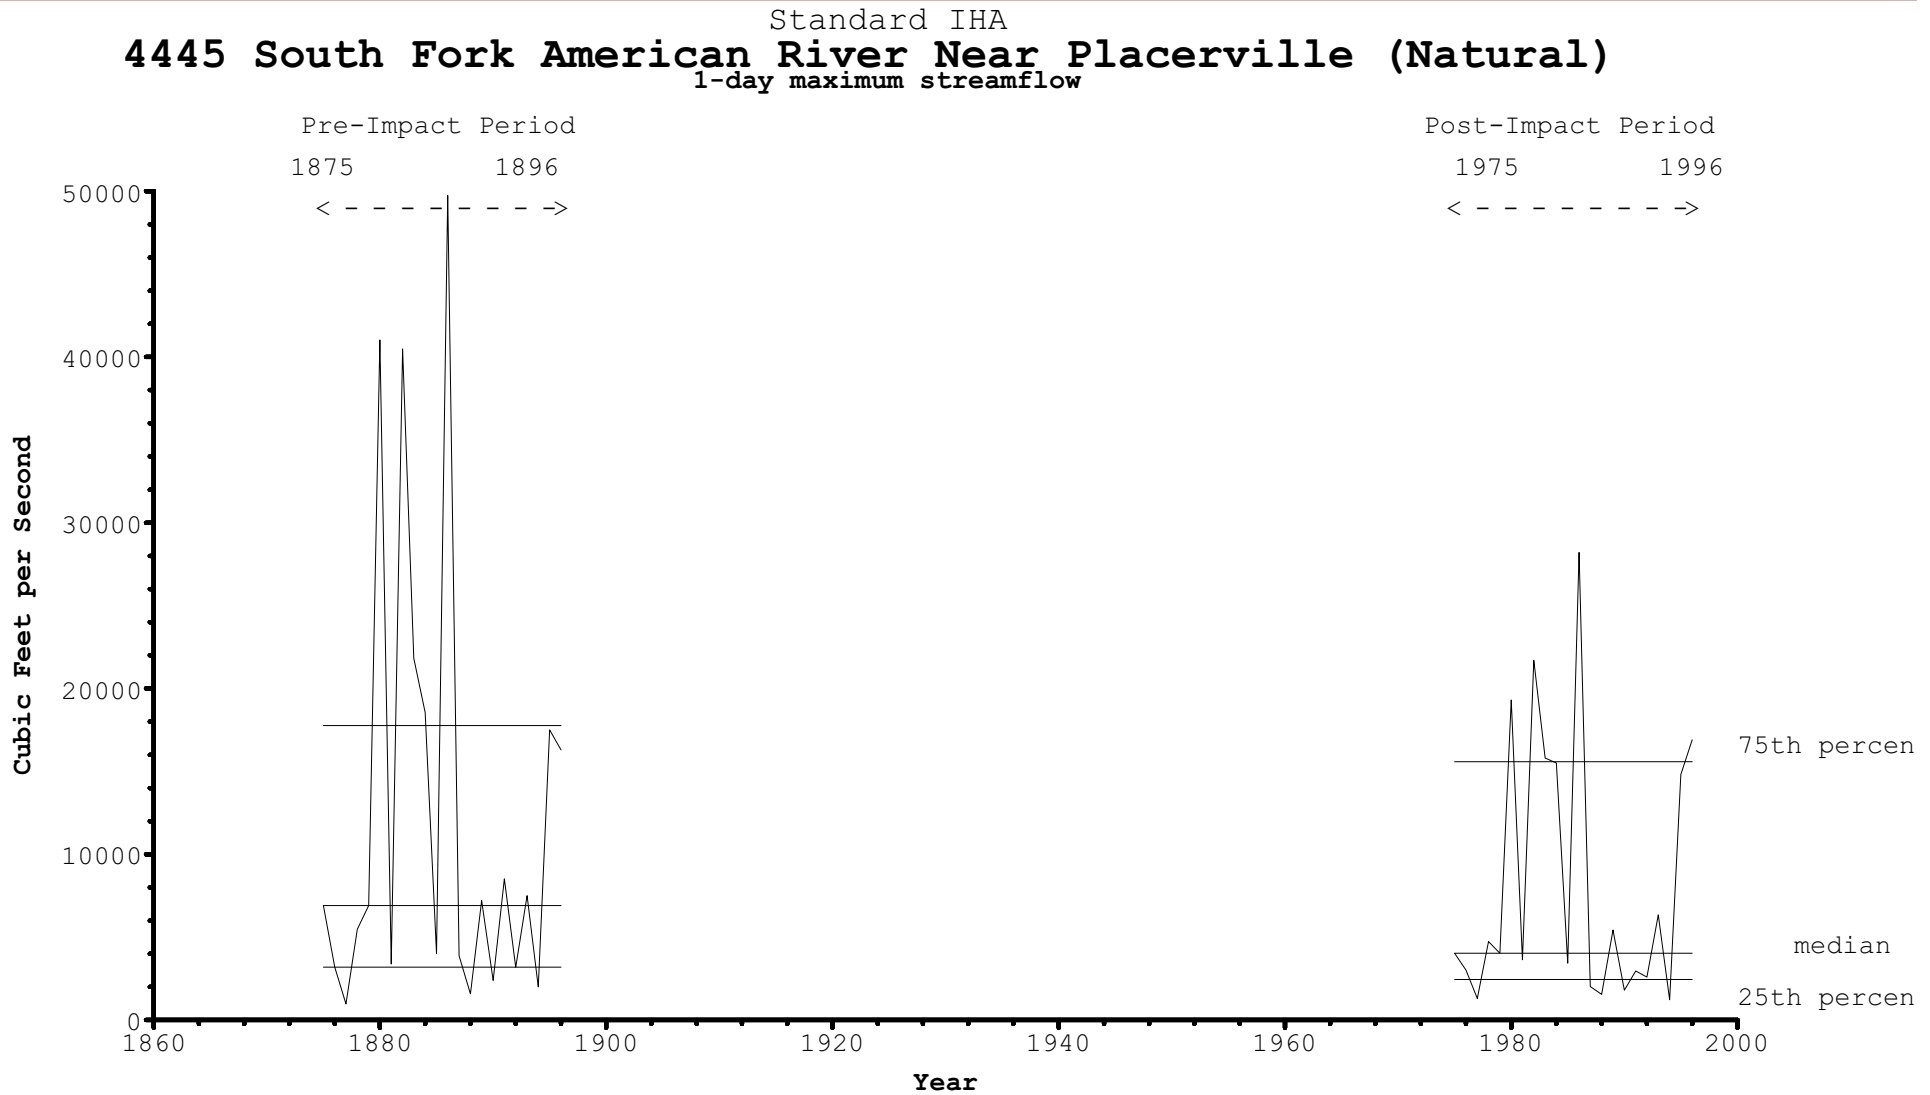 Standard IHA
4445 South Fork American River Near Placerville (Natural)
1-day maximum streamflow
Pre-Impact Period
Post-Impact Period
1875 1896
1975 1996
50000
< - - - - - - - ->
< - - - - - - - ->
40000
30000
20000
10000
0
Cubic Feet per Second
75th percen
median
25th percen
1860 1880 1900 1920 1940 1960 1980 2000
Year